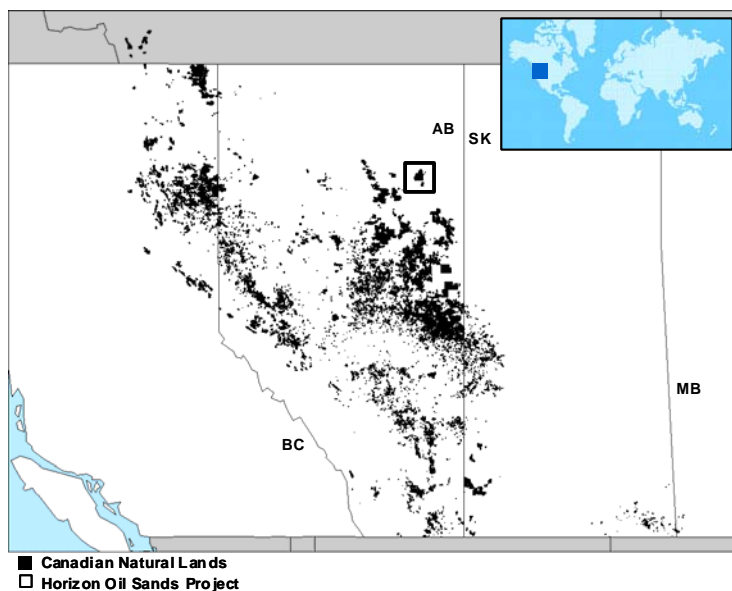 AB
SK
MB
BC
Canadian Natural Lands
Horizon Oil Sands Project